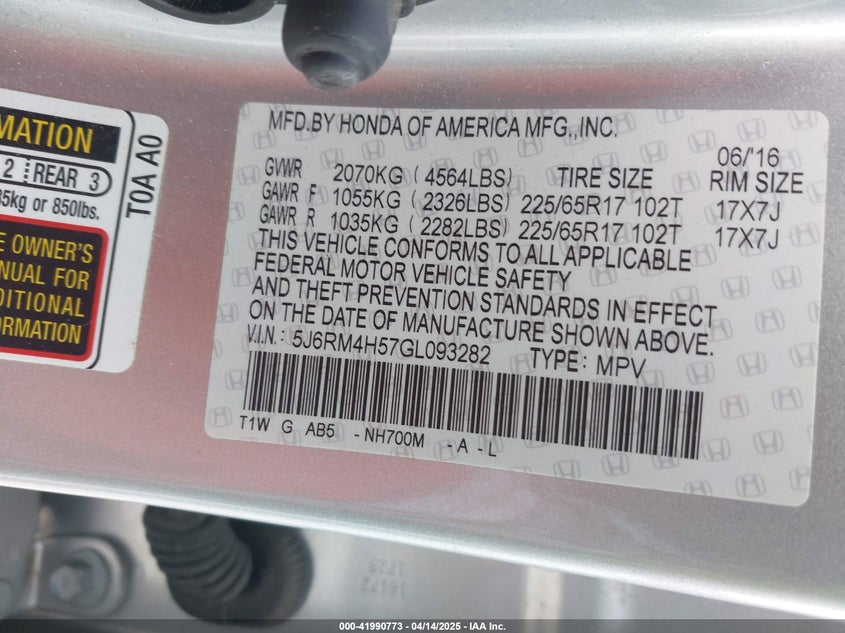 MATION
2 REAR 3
35kg or 850lbs.
E OWNER'S
NUAL FOR
DITIONAL
ORMATION
T0A A0
MFD.BY HONDA OF AMERICA MFG.,INC.
06/'16
GVWR 2070KG ( 4564LBS) TIRE SIZE RIM SIZE
GAWR F 1055KG ( 2326LBS) 225/65R17 102T 17X7J
GAWR R 1035KG ( 2282LBS) 225/65R17 102T 17X7J
THIS VEHICLE CONFORMS TO ALL APPLICABLE
FEDERAL MOTOR VEHICLE SAFETY
AND THEFT PREVENTION STANDARDS IN EFFECT
ON THE DATE OF MANUFACTURE SHOWN ABOVE.
V.I.N: 5J6RM4H57GL093282 TYPE: MPV
T1W G AB5 -NH700M -A-L
000-41990773 - 04/14/2025 - IAA Inc.